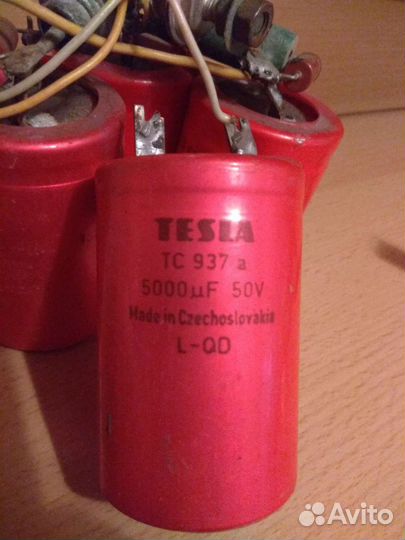 TESLA
TC 937 a
5000µF 50V
Made in Czechoslovakia
L-QD
Avito